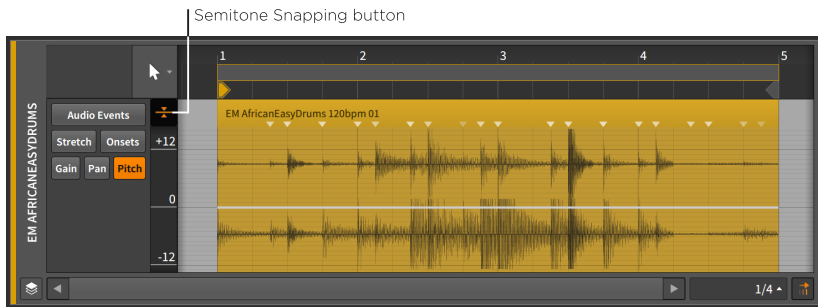 Semitone Snapping button
1 2 3 4 5
EM AFRICANEASYDRUMS
Audio Events
EM AfricanEasyDrums 120bpm 01
Stretch Onsets +12
Gain Pan Pitch
0
-12
1/4